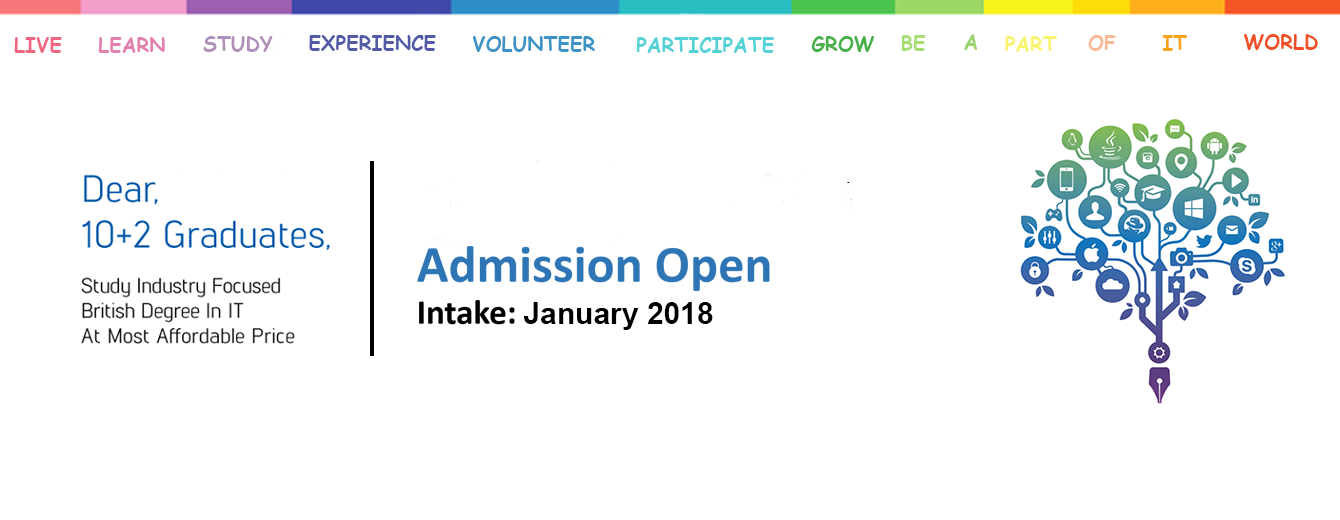 LIVE LEARN STUDY EXPERIENCE VOLUNTEER PARTICIPATE GROW BE A PART OF IT WORLD
Dear,
10+2 Graduates,
Study Industry Focused
British Degree In IT
At Most Affordable Price
Admission Open
Intake: January 2018
in
g+
S